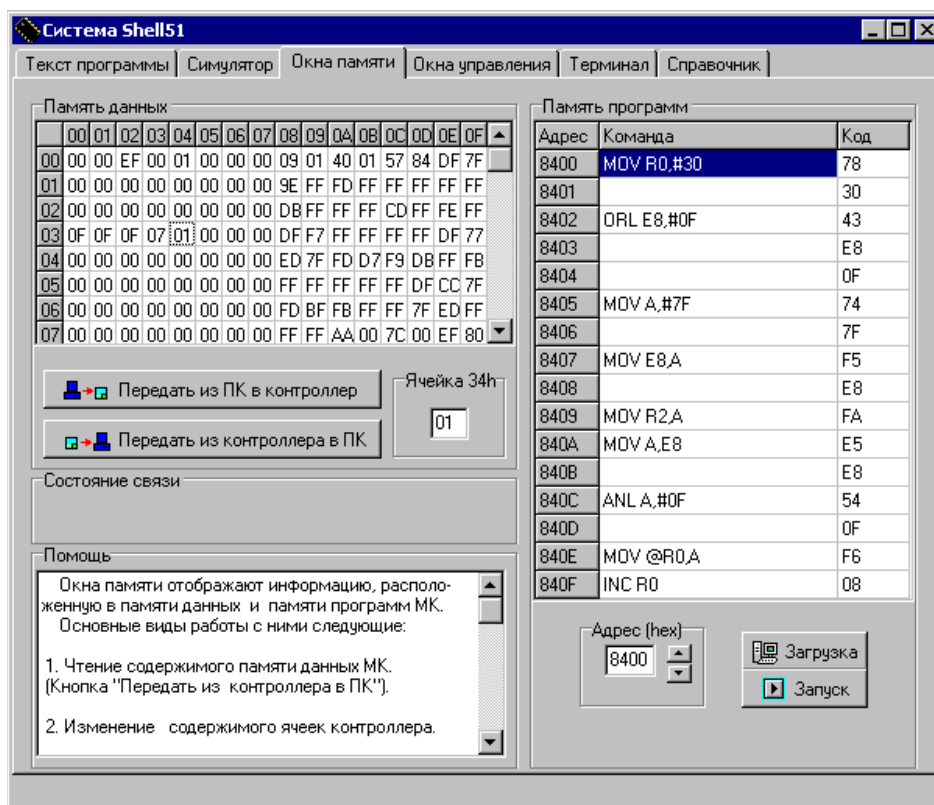 Система Shell51
Текст программы Симулятор Окна памяти Окна управления Терминал Справочник
Память данных
00 01 02 03 04 05 06 07 08 09 0A 0B 0C 0D 0E 0F
00 00 00 EF 00 01 00 00 00 09 01 40 01 57 84 DF 7F
01 00 00 00 00 00 00 00 00 9E FF FD FF FF FF FF FF
02 00 00 00 00 00 00 00 00 DB FF FF FF CD FF FE FF
03 0F 0F 0F 07 01 00 00 00 DF F7 FF FF FF FF DF 77
04 00 00 00 00 00 00 00 00 ED 7F FD D7 F9 DB FF FB
05 00 00 00 00 00 00 00 00 FF FF FF FF FF DF CC 7F
06 00 00 00 00 00 00 00 00 FD BF FB FF FF 7F ED FF
07 00 00 00 00 00 00 00 00 FF FF AA 00 7C 00 EF 80
Передать из ПК в контроллер
Передать из контроллера в ПК
Ячейка 34h
01
Состояние связи
Помощь
Окна памяти отображают информацию, располо-
женную в памяти данных и памяти программ МК.
Основные виды работы с ними следующие:
1. Чтение содержимого памяти данных МК.
(Кнопка "Передать из контроллера в ПК").
2. Изменение содержимого ячеек контроллера.
Память программ
Адрес Команда Код
8400 MOV R0,#30 78
8401 30
8402 ORL E8,#0F 43
8403 E8
8404 0F
8405 MOV A,#7F 74
8406 7F
8407 MOV E8,A F5
8408 E8
8409 MOV R2,A FA
840A MOV A,E8 E5
840B E8
840C ANL A,#0F 54
840D 0F
840E MOV @R0,A F6
840F INC R0 08
Адрес (hex)
8400
Загрузка
Запуск